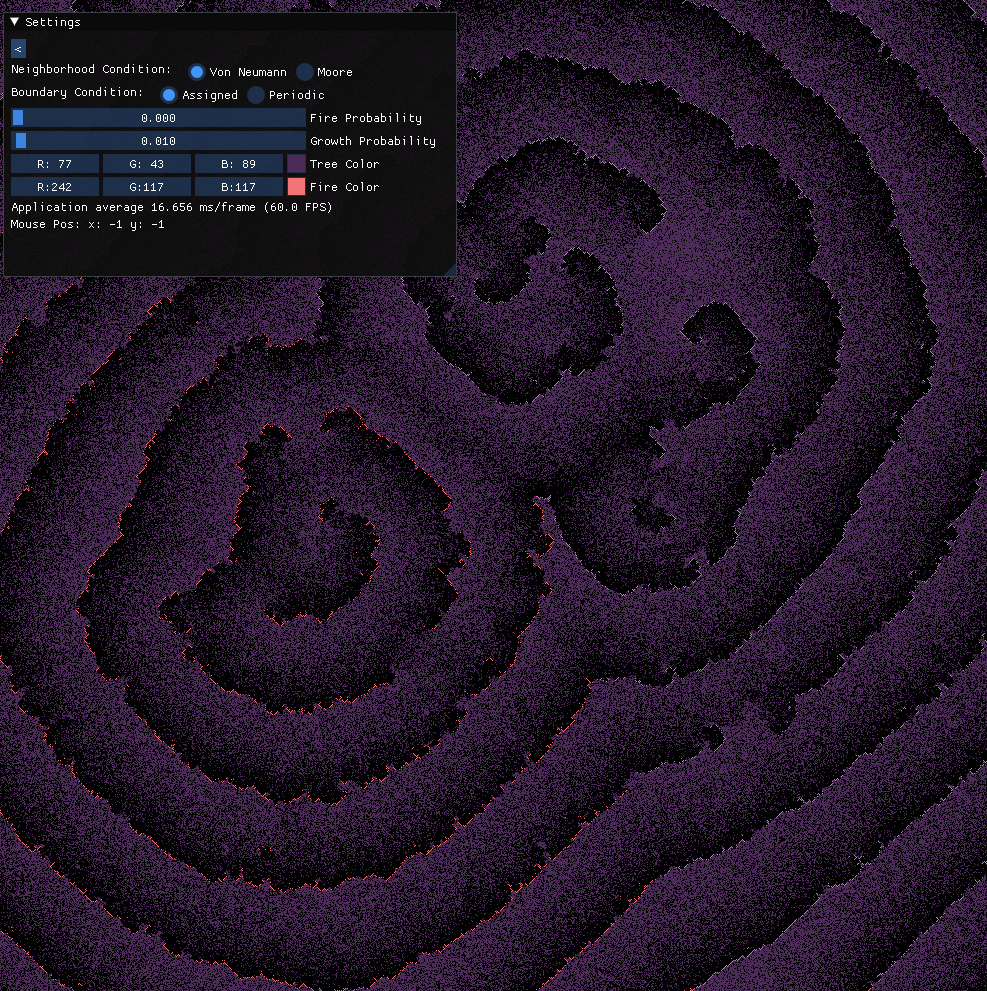 Settings
<
Neighborhood Condition: Von Neumann Moore
Boundary Condition: Assigned Periodic
0.000 Fire Probability
0.010 Growth Probability
R: 77 G: 43 B: 89 Tree Color
R:242 G:117 B:117 Fire Color
Application average 16.656 ms/frame (60.0 FPS)
Mouse Pos: x: -1 y: -1